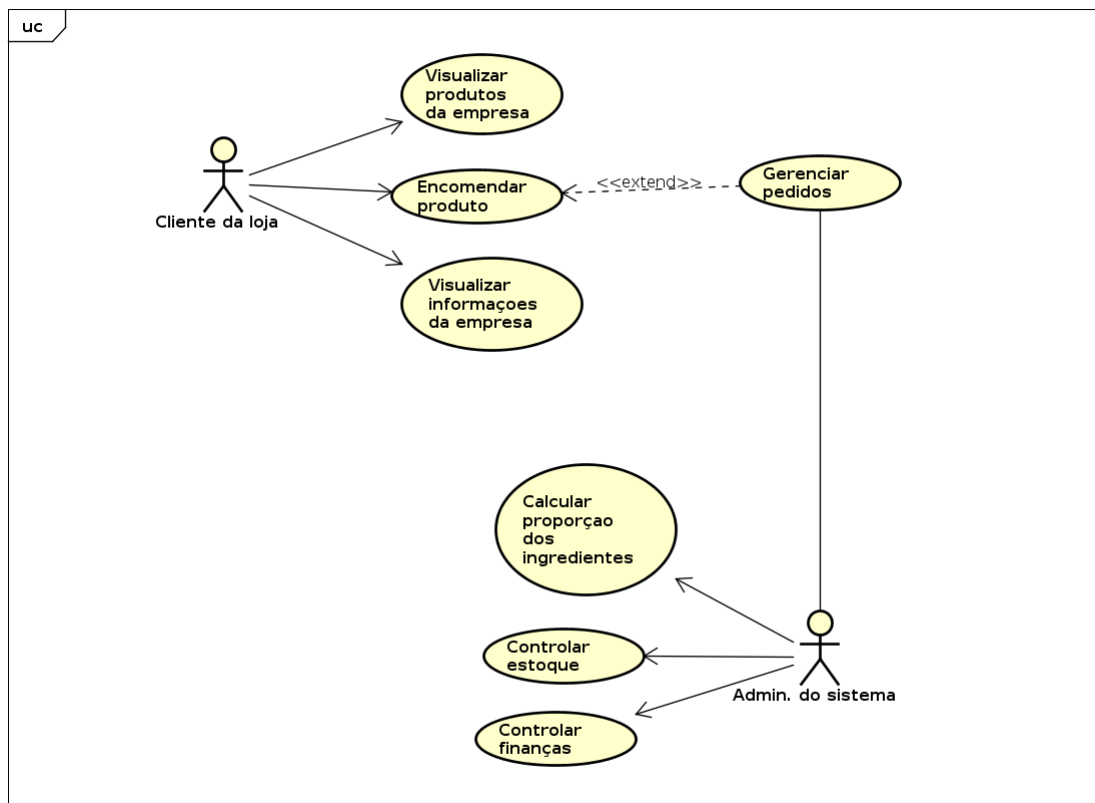 uc
Visualizar
produtos
da empresa
Cliente da loja
Encomendar
produto
<<extend>>
Gerenciar
pedidos
Visualizar
informaçoes
da empresa
Calcular
proporçao
dos
ingredientes
Controlar
estoque
Admin. do sistema
Controlar
finanças